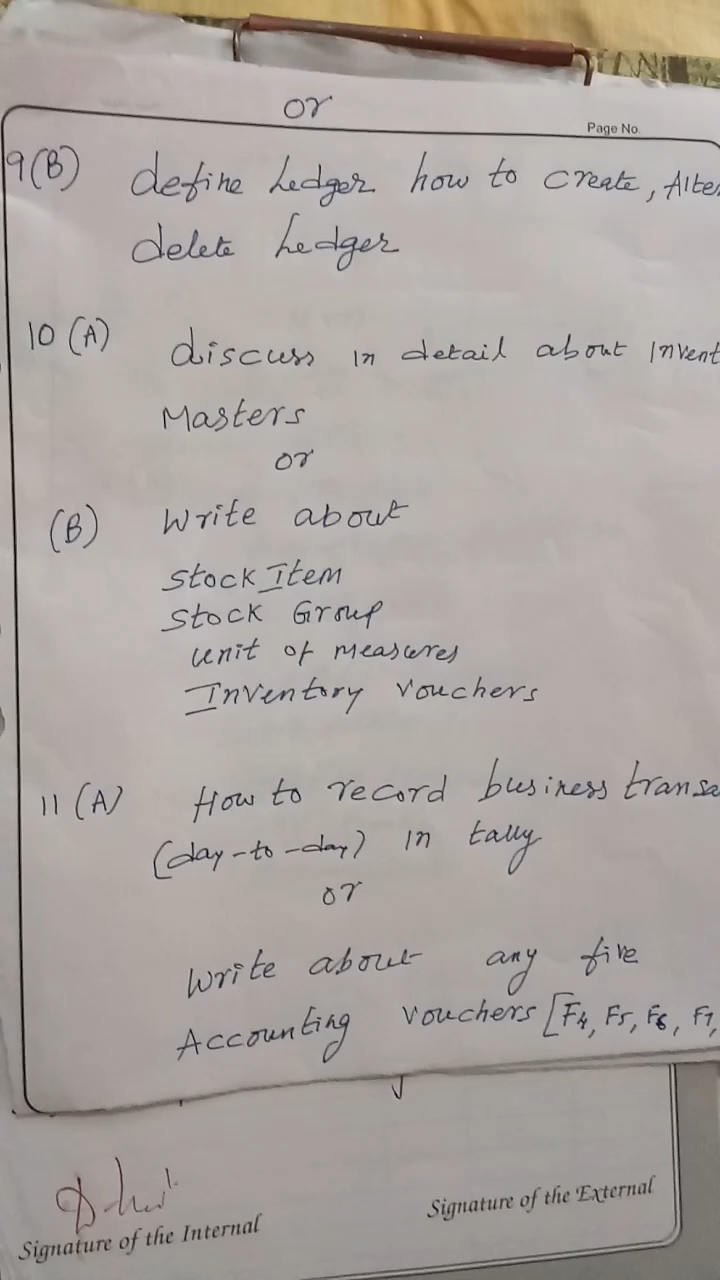 or
Page No.
9(B) define Ledger how to create, Alter
delete Ledger
10 (A) discuss in detail about Invent
Masters
or
(B) Write about
Stock Item
Stock Group
unit of measures
Inventory vouchers
11 (A) How to record business transa
(day-to-day) in tally
or
Write about any five
Accounting vouchers [F4, F5, F6, F7,
Signature of the Internal
Signature of the External